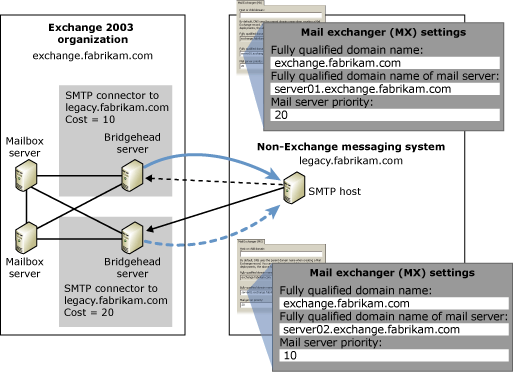 Exchange 2003
organization
exchange.fabrikam.com
SMTP connector to
legacy.fabrikam.com
Cost = 10
Mailbox
server
Bridgehead
server
Mailbox
server
Bridgehead
server
SMTP connector to
legacy.fabrikam.com
Cost = 20
Mail exchanger (MX) settings
Fully qualified domain name:
exchange.fabrikam.com
Fully qualified domain name of mail server:
server01.exchange.fabrikam.com
Mail server priority:
20
Non-Exchange messaging system
legacy.fabrikam.com
SMTP host
Mail exchanger (MX) settings
Fully qualified domain name:
exchange.fabrikam.com
Fully qualified domain name of mail server:
server02.exchange.fabrikam.com
Mail server priority:
10